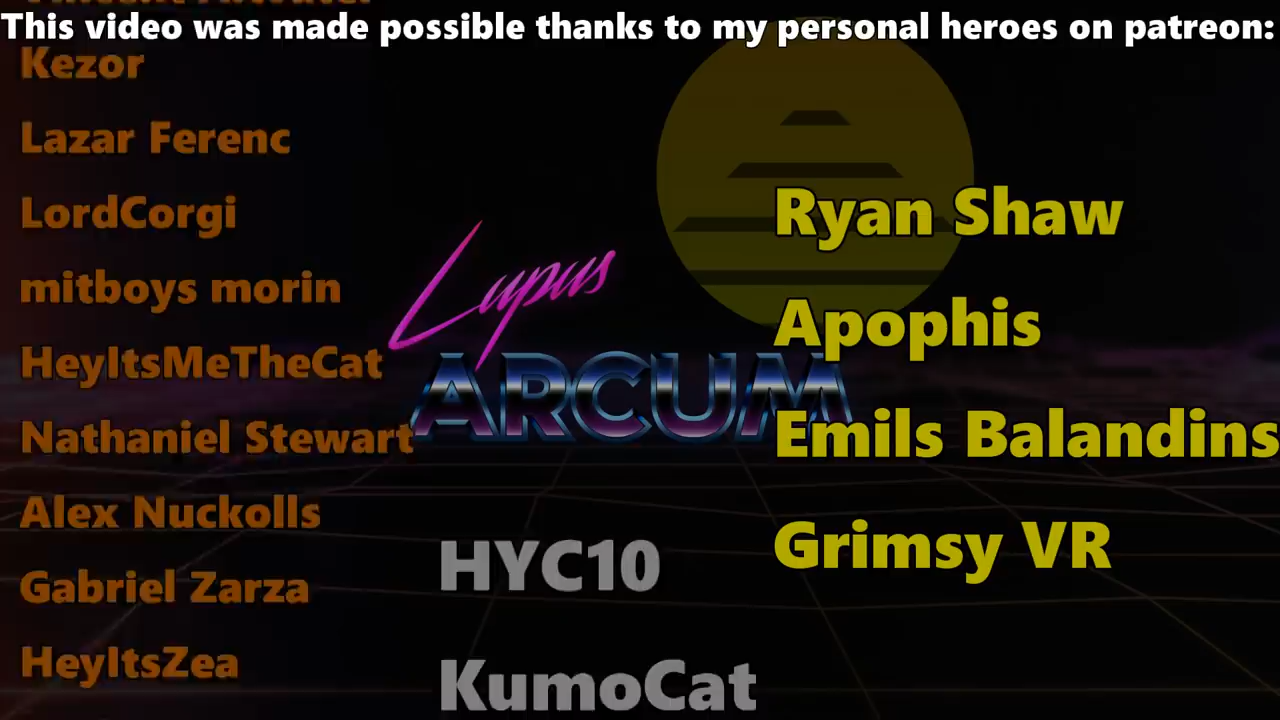 This video was made possible thanks to my personal heroes on patreon:
Kezor
Lazar Ferenc
LordCorgi
mitboys morin
HeyItsMeTheCat
Nathaniel Stewart
Alex Nuckolls
Gabriel Zarza
HeyItsZea
Lupus
ARCUM
HYC10
KumoCat
Ryan Shaw
Apophis
Emils Balandins
Grimsy VR